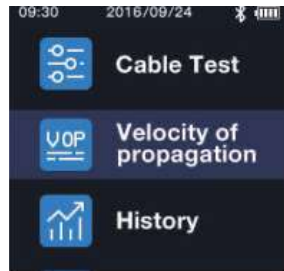 09:30 2016/09/24
Cable Test
VOP Velocity of
propagation
History